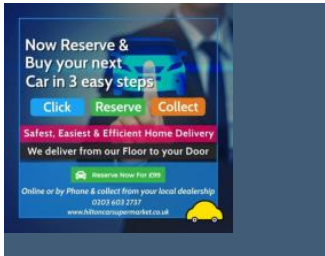 Now Reserve &
Buy your next
Car in 3 easy steps
Click Reserve Collect
Safest, Easiest & Efficient Home Delivery
We deliver from our Floor to your Door
Reserve Now For £99
Online or by Phone & collect from your local dealership
0203 603 2737
www.hiltoncarsupermarket.co.uk